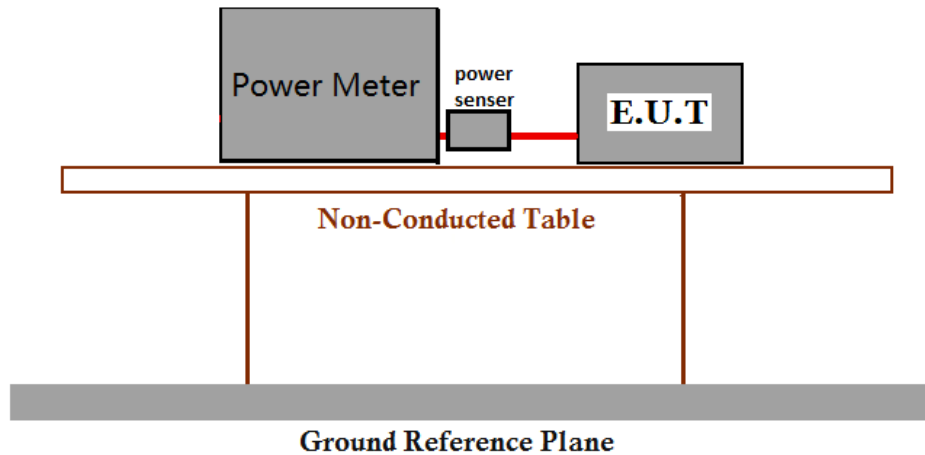 Power Meter
power
senser
E.U.T
Non-Conducted Table
Ground Reference Plane